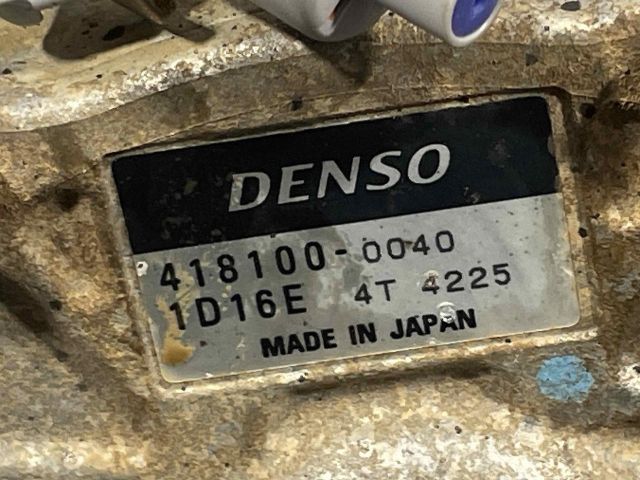 DENSO
418100-0040
1D16E 4T 4225
MADE IN JAPAN